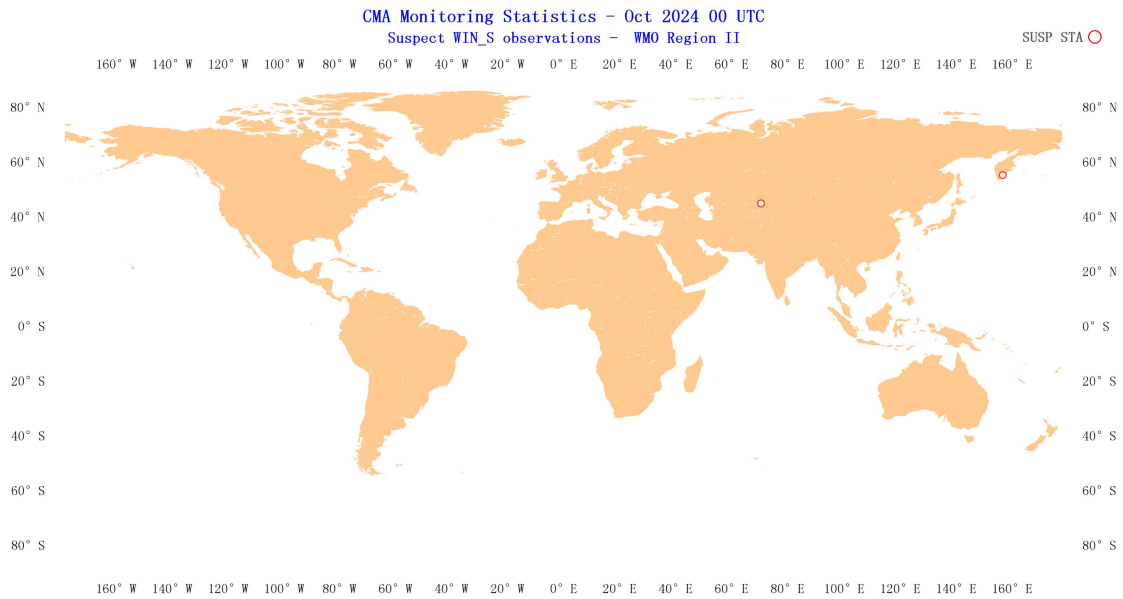 CMA Monitoring Statistics - Oct 2024 00 UTC
Suspect WIN_S observations - WMO Region II
SUSP STA
160° W 140° W 120° W 100° W 80° W 60° W 40° W 20° W 0° E 20° E 40° E 60° E 80° E 100° E 120° E 140° E 160° E
80° N 80° N
60° N 60° N
40° N 40° N
20° N 20° N
0° S 0° S
20° S 20° S
40° S 40° S
60° S 60° S
80° S 80° S
160° W 140° W 120° W 100° W 80° W 60° W 40° W 20° W 0° E 20° E 40° E 60° E 80° E 100° E 120° E 140° E 160° E